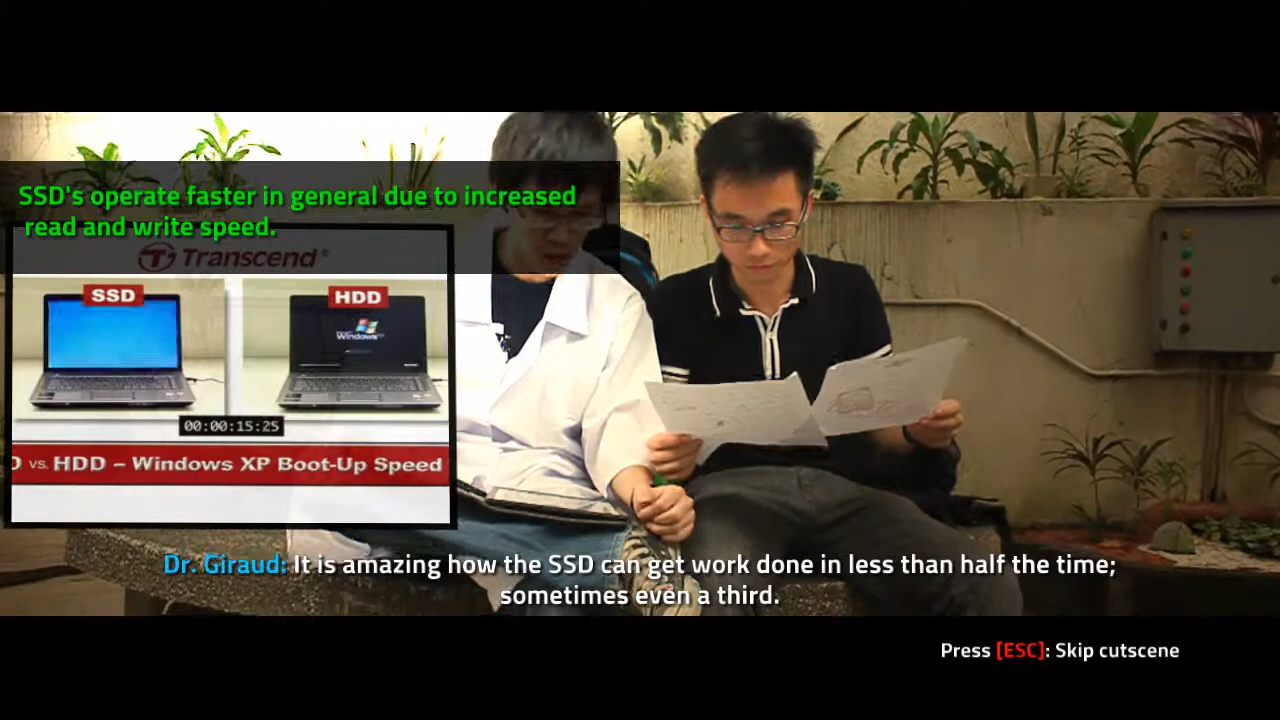 SSD's operate faster in general due to increased
read and write speed.
Transcend®
SSD
HDD
Windows
00:00:15:25
D vs. HDD – Windows XP Boot-Up Speed
Dr. Giraud: It is amazing how the SSD can get work done in less than half the time;
sometimes even a third.
Press [ESC]: Skip cutscene